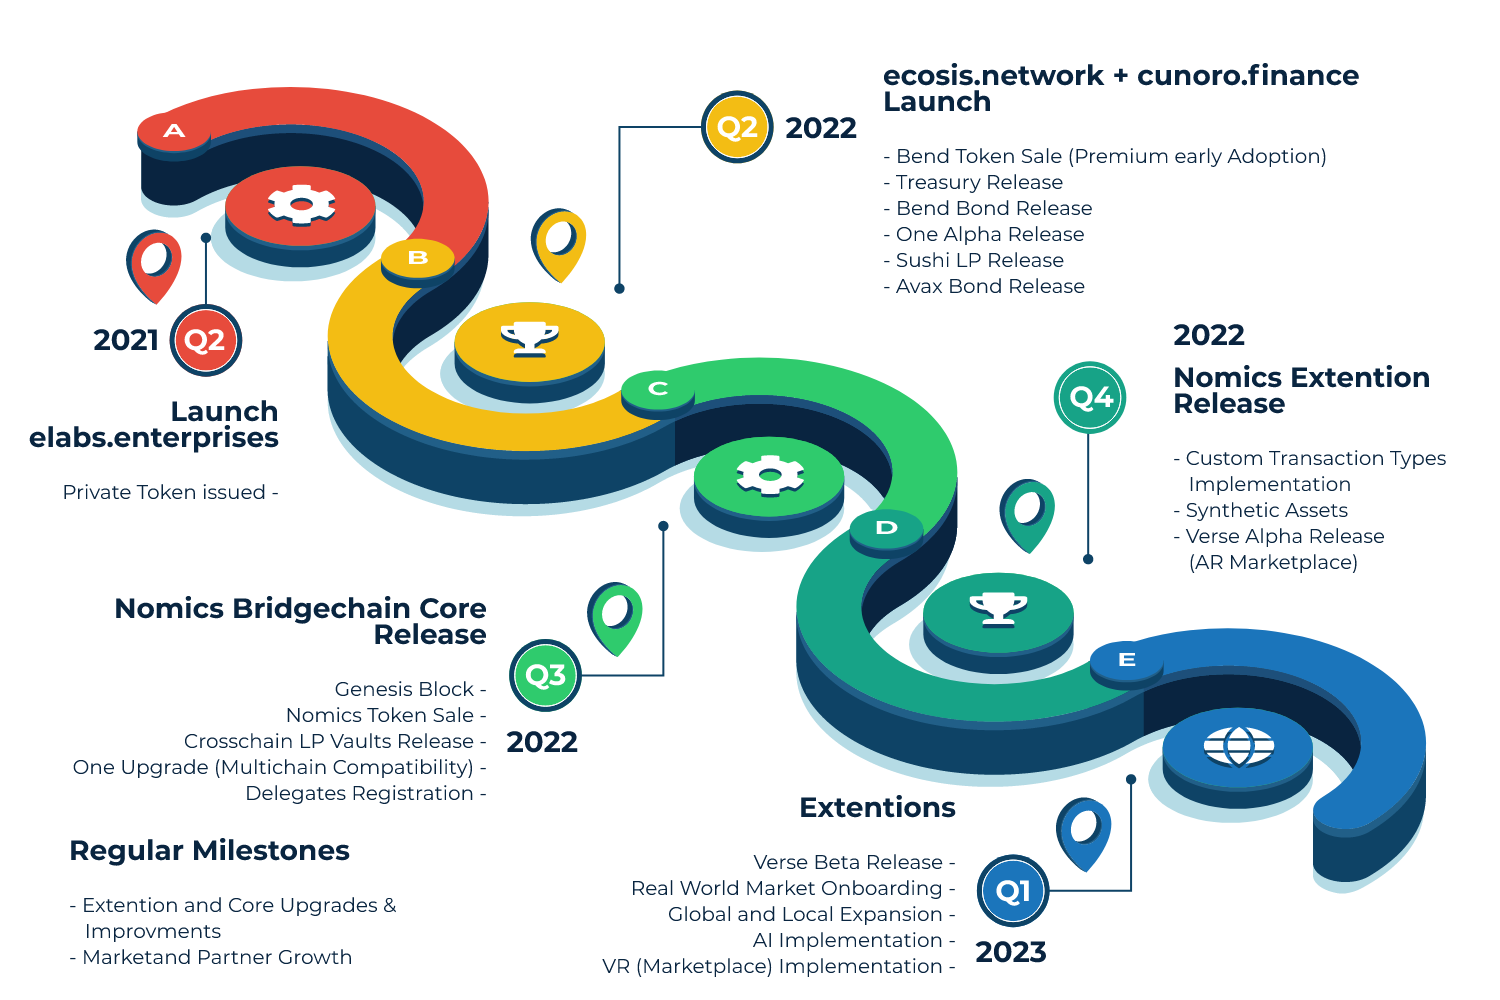 A
B
C
D
E
2021
Q2
Launch
elabs.enterprises
Private Token issued -
Q2
2022
ecosis.network + cunoro.finance
Launch
- Bend Token Sale (Premium early Adoption)
- Treasury Release
- Bend Bond Release
- One Alpha Release
- Sushi LP Release
- Avax Bond Release
Nomics Bridgechain Core
Release
Genesis Block -
Nomics Token Sale -
Crosschain LP Vaults Release -
One Upgrade (Multichain Compatibility) -
Delegates Registration -
Q3
2022
Q4
2022
Nomics Extention
Release
- Custom Transaction Types
Implementation
- Synthetic Assets
- Verse Alpha Release
(AR Marketplace)
Extentions
Verse Beta Release -
Real World Market Onboarding -
Global and Local Expansion -
AI Implementation -
VR (Marketplace) Implementation -
Q1
2023
Regular Milestones
- Extention and Core Upgrades &
Improvments
- Marketand Partner Growth